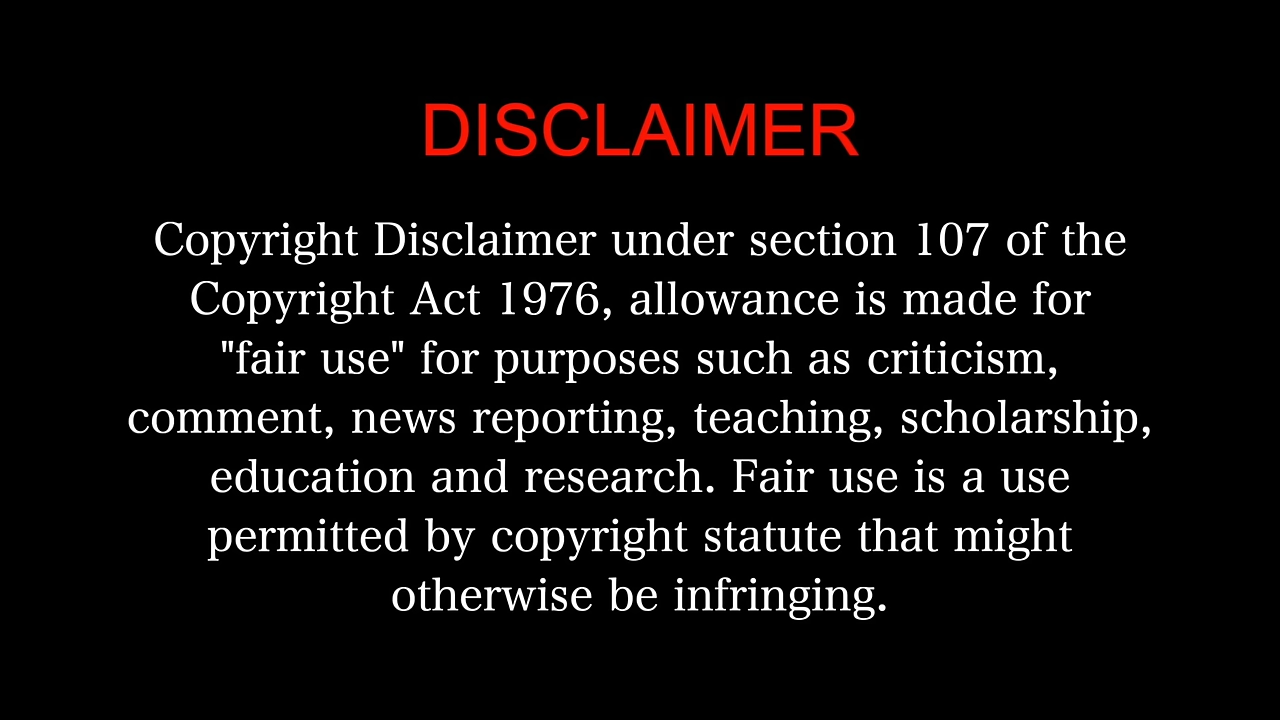 DISCLAIMER
Copyright Disclaimer under section 107 of the
Copyright Act 1976, allowance is made for
"fair use" for purposes such as criticism,
comment, news reporting, teaching, scholarship,
education and research. Fair use is a use
permitted by copyright statute that might
otherwise be infringing.